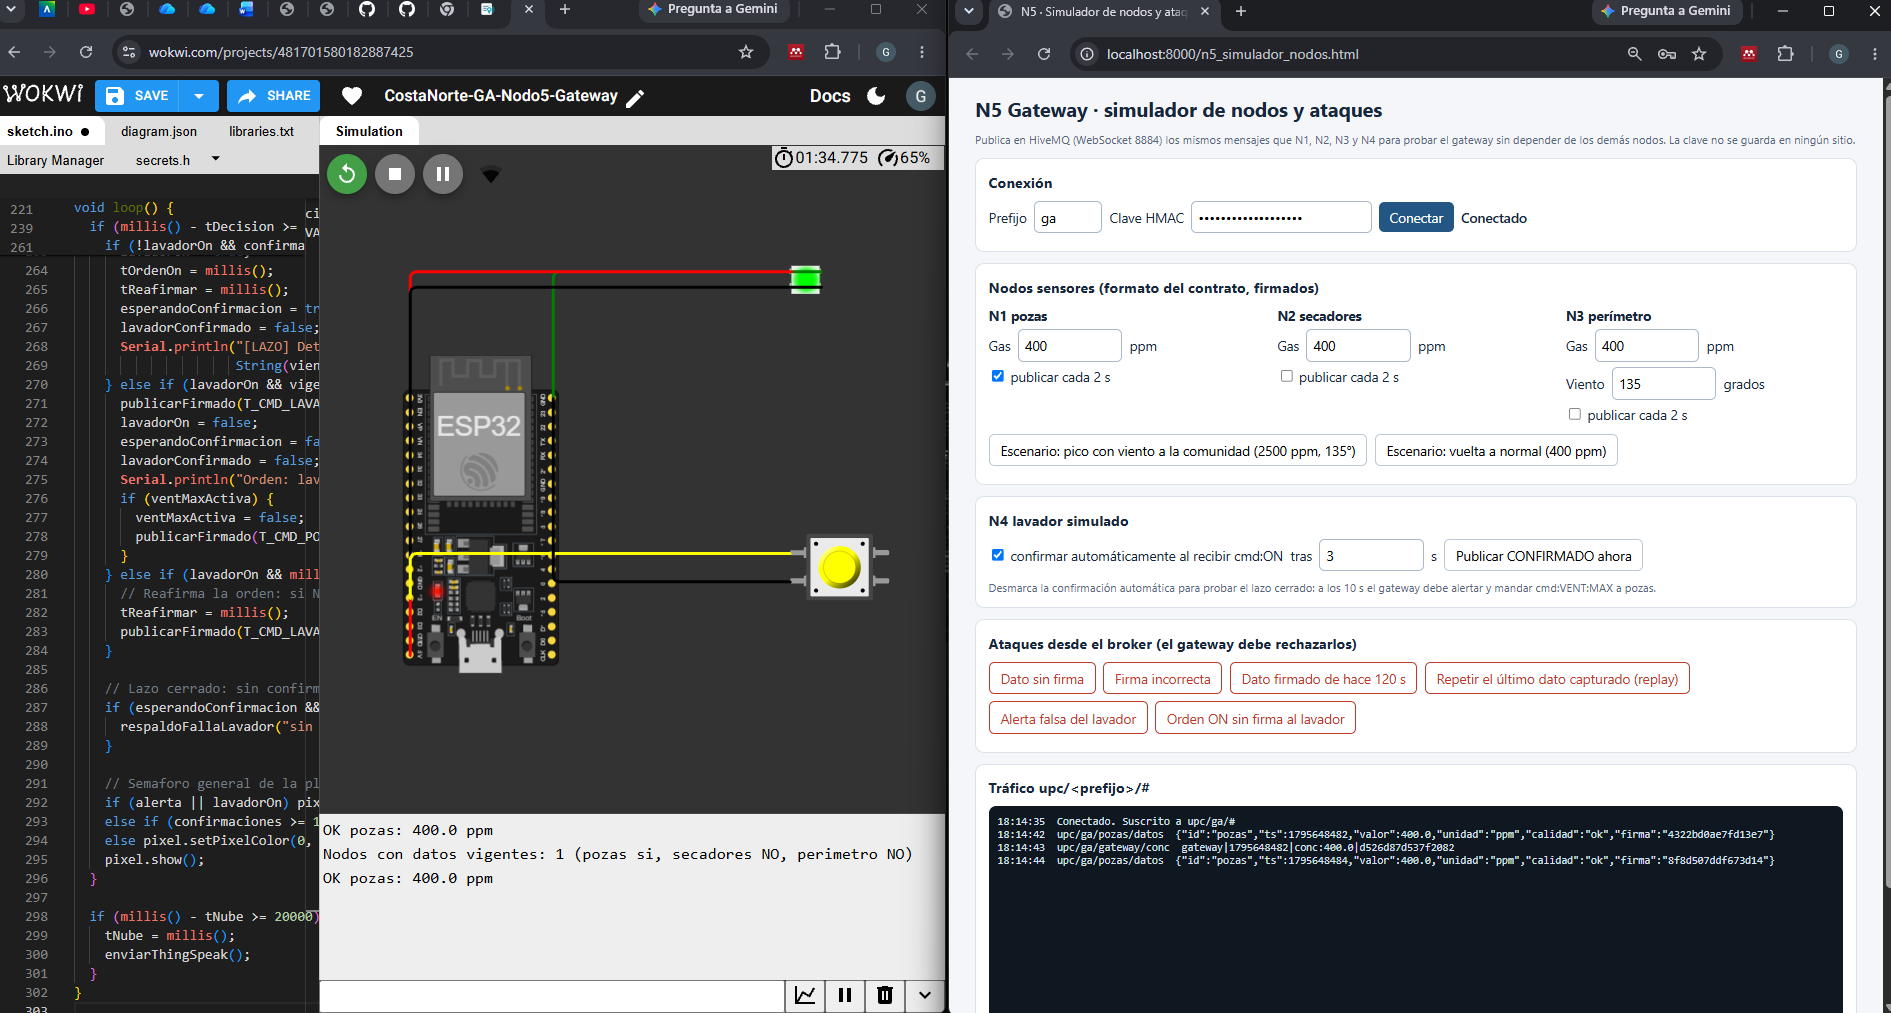 Pregunta a Gemini
wokwi.com/projects/481701580182887425
G
WOKWI
SAVE
SHARE
CostaNorte-GA-Nodo5-Gateway
Docs
G
sketch.ino ●
diagram.json
libraries.txt
Library Manager
secrets.h
Simulation
01:34.775
65%
221 void loop() {
239 if (millis() - tDecision >=
261 if (!lavadorOn && confirma
264 tOrdenOn = millis();
265 tReafirmar = millis();
266 esperandoConfirmacion = tr
267 lavadorConfirmado = false;
268 Serial.println("[LAZO] Det
269 String(vien
270 } else if (lavadorOn && vige
271 publicarFirmado(T_CMD_LAVA
272 lavadorOn = false;
273 esperandoConfirmacion = fa
274 lavadorConfirmado = false;
275 Serial.println("Orden: lav
276 if (ventMaxActiva) {
277 ventMaxActiva = false;
278 publicarFirmado(T_CMD_PO
279 }
280 } else if (lavadorOn && mill
281 // Reafirma la orden: si N
282 tReafirmar = millis();
283 publicarFirmado(T_CMD_LAVA
284 }
285
286 // Lazo cerrado: sin confirm
287 if (esperandoConfirmacion &&
288 respaldoFallaLavador("sin
289 }
290
291 // Semaforo general de la pl
292 if (alerta || lavadorOn) pix
293 else if (confirmaciones >= 1
294 else pixel.setPixelColor(0,
295 pixel.show();
296 }
297
298 if (millis() - tNube >= 20000)
299 tNube = millis();
300 enviarThingSpeak();
301 }
302 }
303
ESP32
EN
Boot
OK pozas: 400.0 ppm
Nodos con datos vigentes: 1 (pozas si, secadores NO, perimetro NO)
OK pozas: 400.0 ppm
N5 · Simulador de nodos y ataq
Pregunta a Gemini
localhost:8000/n5_simulador_nodos.html
G
N5 Gateway · simulador de nodos y ataques
Publica en HiveMQ (WebSocket 8884) los mismos mensajes que N1, N2, N3 y N4 para probar el gateway sin depender de los demás nodos. La clave no se guarda en ningún sitio.
Conexión
Prefijo ga Clave HMAC ••••••••••••••••••• Conectar Conectado
Nodos sensores (formato del contrato, firmados)
N1 pozas
Gas 400 ppm
publicar cada 2 s
N2 secadores
Gas 400 ppm
publicar cada 2 s
N3 perímetro
Gas 400 ppm
Viento 135 grados
publicar cada 2 s
Escenario: pico con viento a la comunidad (2500 ppm, 135°)
Escenario: vuelta a normal (400 ppm)
N4 lavador simulado
confirmar automáticamente al recibir cmd:ON tras 3 s Publicar CONFIRMADO ahora
Desmarca la confirmación automática para probar el lazo cerrado: a los 10 s el gateway debe alertar y mandar cmd:VENT:MAX a pozas.
Ataques desde el broker (el gateway debe rechazarlos)
Dato sin firma
Firma incorrecta
Dato firmado de hace 120 s
Repetir el último dato capturado (replay)
Alerta falsa del lavador
Orden ON sin firma al lavador
Tráfico upc/<prefijo>/#
18:14:35 Conectado. Suscrito a upc/ga/#
18:14:42 upc/ga/pozas/datos {"id":"pozas","ts":1795648482,"valor":400.0,"unidad":"ppm","calidad":"ok","firma":"4322bd0ae7fd13e7"}
18:14:43 upc/ga/gateway/conc gateway|1795648482|conc:400.0|d526d87d537f2082
18:14:44 upc/ga/pozas/datos {"id":"pozas","ts":1795648484,"valor":400.0,"unidad":"ppm","calidad":"ok","firma":"8f8d507ddf673d14"}